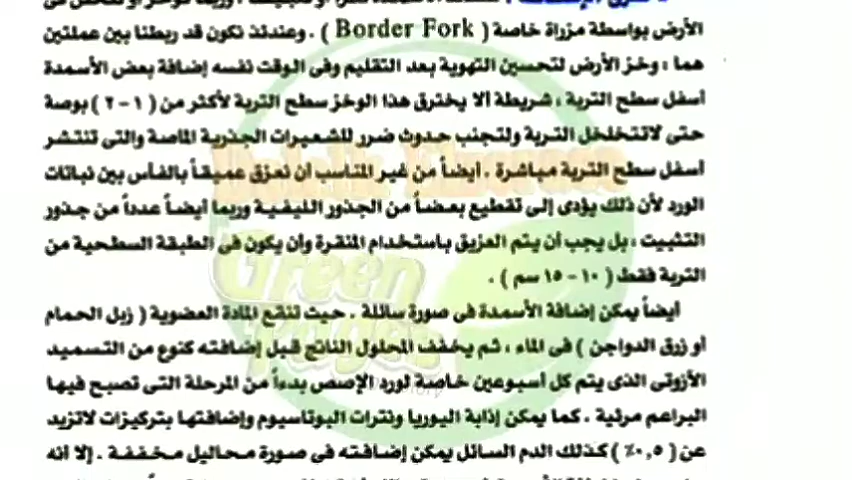 الأرض بواسطة مزراة خاصة ( Border Fork ) . وعندئذ نكون قد ربطنا بين عملتين
هما ، وخز الأرض لتحسين التهوية بعد التقليم وفى الوقت نفسه إضافة بعض الأسمدة
أسفل سطح التربة ، شريطة ألا يخترق هذا الوخز سطح التربة لأكثر من ( ١ - ٢ ) بوصة
حتى لاتتخلخل التربة ولتجنب حدوث ضرر للشعيرات الجذرية الماصة والتى تنتشر
أسفل سطح التربة مباشرة . أيضاً من غير المناسب أن تعزق عميقاً بالفأس بين نباتات
الورد لأن ذلك يؤدى إلى تقطيع بعضاً من الجذور الليفية وربما أيضاً عدداً من جذور
التثبيت ، بل يجب أن يتم العزيق باستخدام المنقرة وأن يكون فى الطبقة السطحية من
التربة فقط ( ١٠ - ١٥ سم ) .
أيضاً يمكن إضافة الأسمدة فى صورة سائلة . حيث تنقع المادة العضوية ( زبل الحمام
أو زرق الدواجن ) فى الماء ، ثم يخفف المحلول الناتج قبل إضافته كنوع من التسميد
الأزوتى الذى يتم كل أسبوعين خاصة لورد الإصص بدءاً من المرحلة التى تصبح فيها
البراعم مرئية . كما يمكن إذابة اليوريا ونترات البوتاسيوم وإضافتها بتركيزات لاتزيد
عن ( ٠,٥٪ ) كذلك الدم السائل يمكن إضافته فى صورة محاليل مخففة . إلا أنه
Green